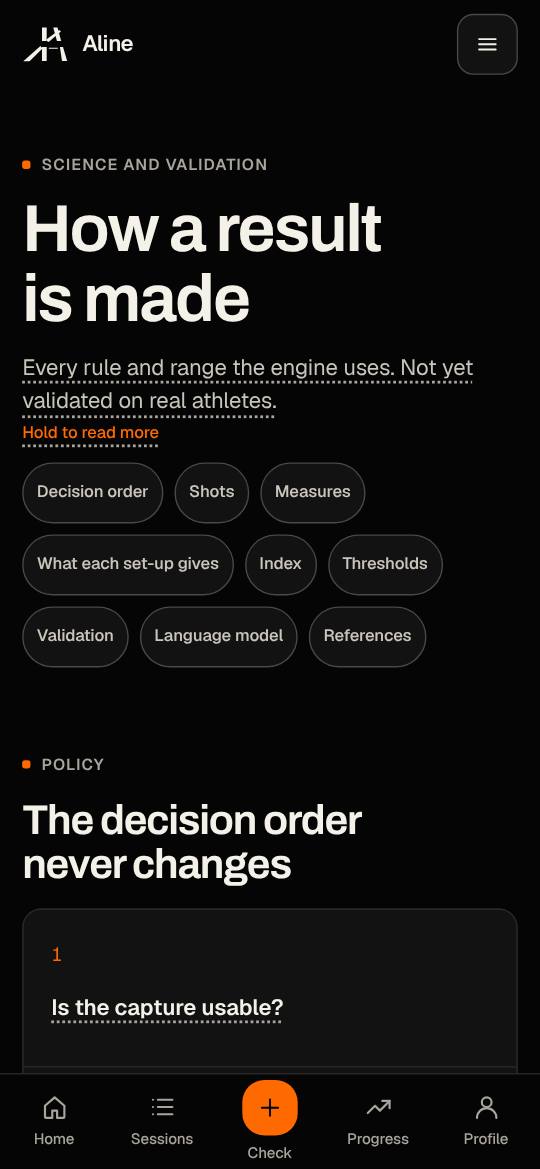 Aline
SCIENCE AND VALIDATION
How a result
is made
Every rule and range the engine uses. Not yet
validated on real athletes.
Hold to read more
Decision order
Shots
Measures
What each set-up gives
Index
Thresholds
Validation
Language model
References
POLICY
The decision order
never changes
1
Is the capture usable?
Home
Sessions
Check
Progress
Profile